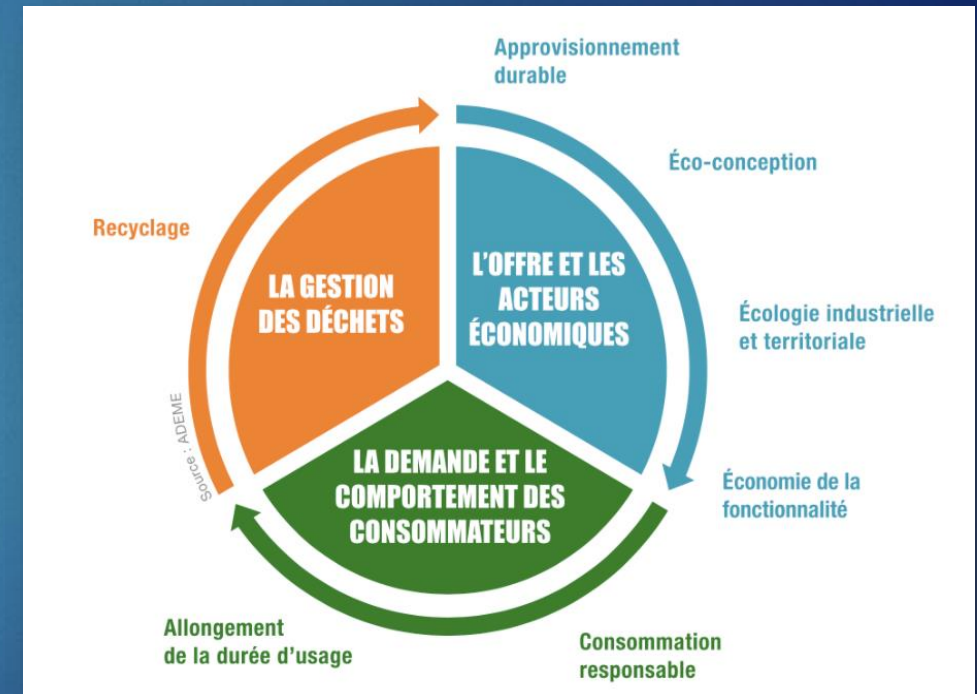 Approvisionnement
durable
Éco-conception
Recyclage
LA GESTION
DES DÉCHETS
L'OFFRE ET LES
ACTEURS
ÉCONOMIQUES
Écologie industrielle
et territoriale
Source : ADEME
LA DEMANDE ET LE
COMPORTEMENT DES
CONSOMMATEURS
Économie de la
fonctionnalité
Allongement
de la durée d'usage
Consommation
responsable